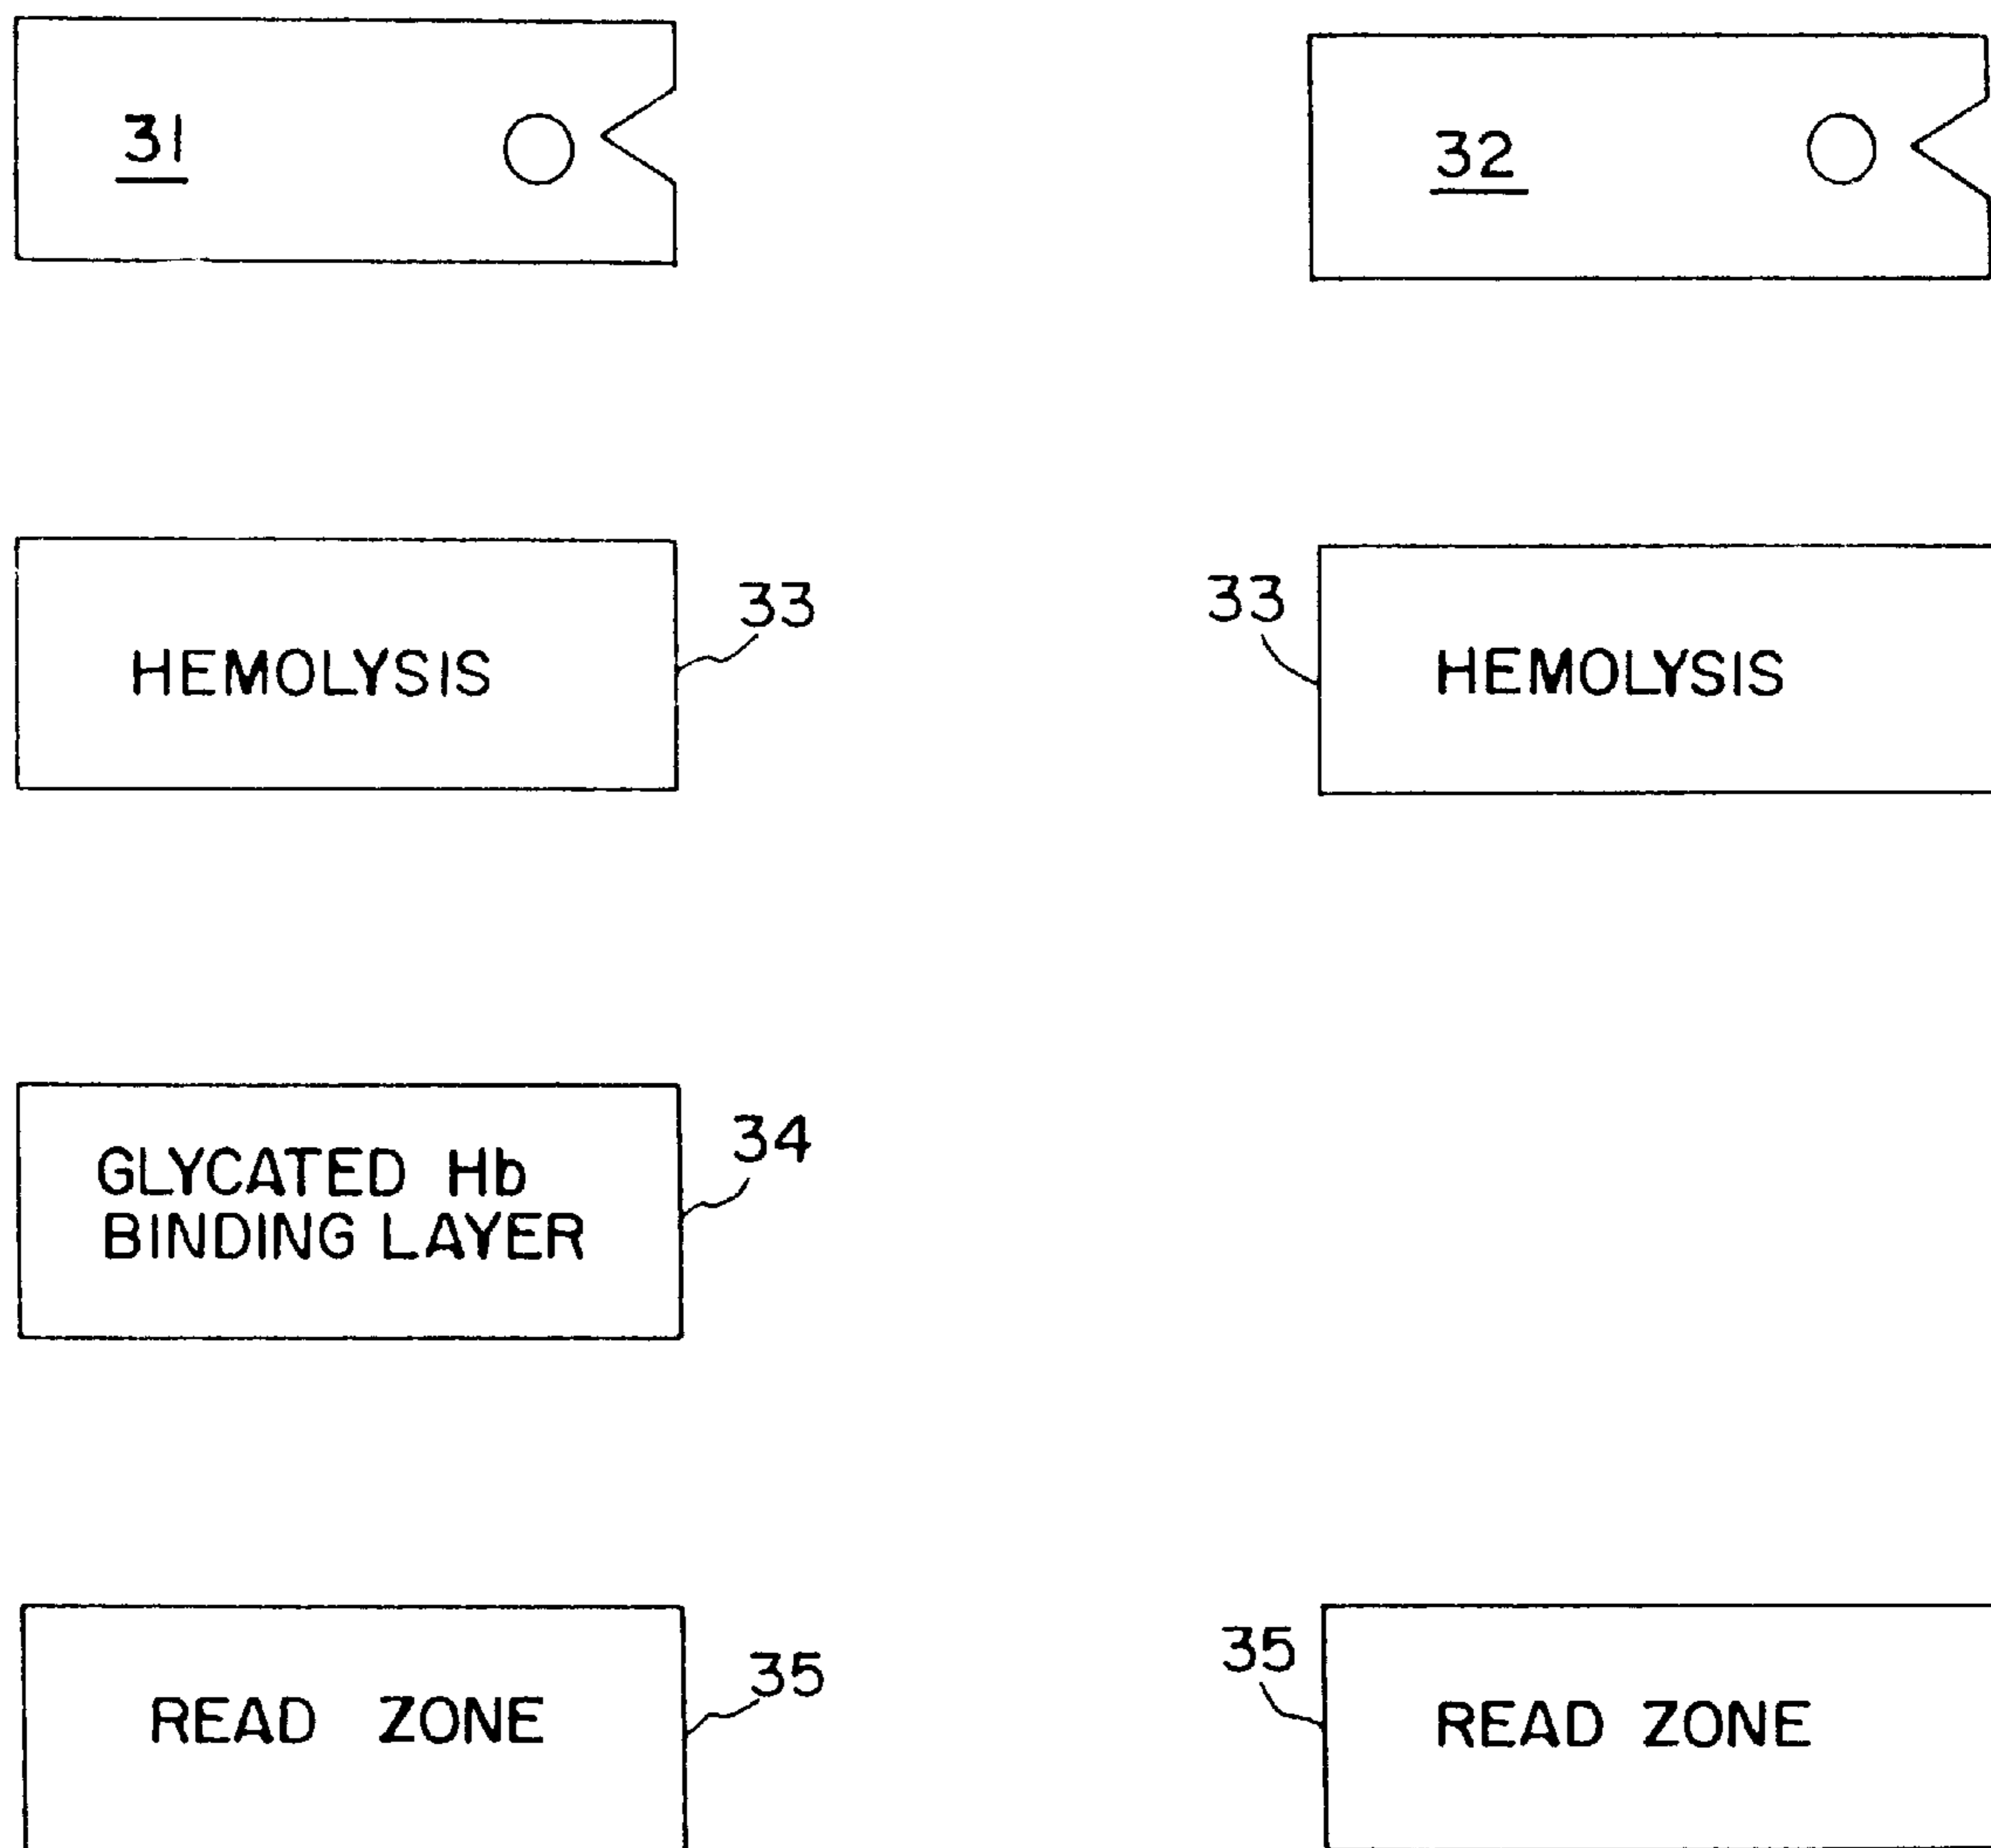 31
32
HEMOLYSIS
33
33
HEMOLYSIS
GLYCATED Hb
BINDING LAYER
34
READ ZONE
35
35
READ ZONE